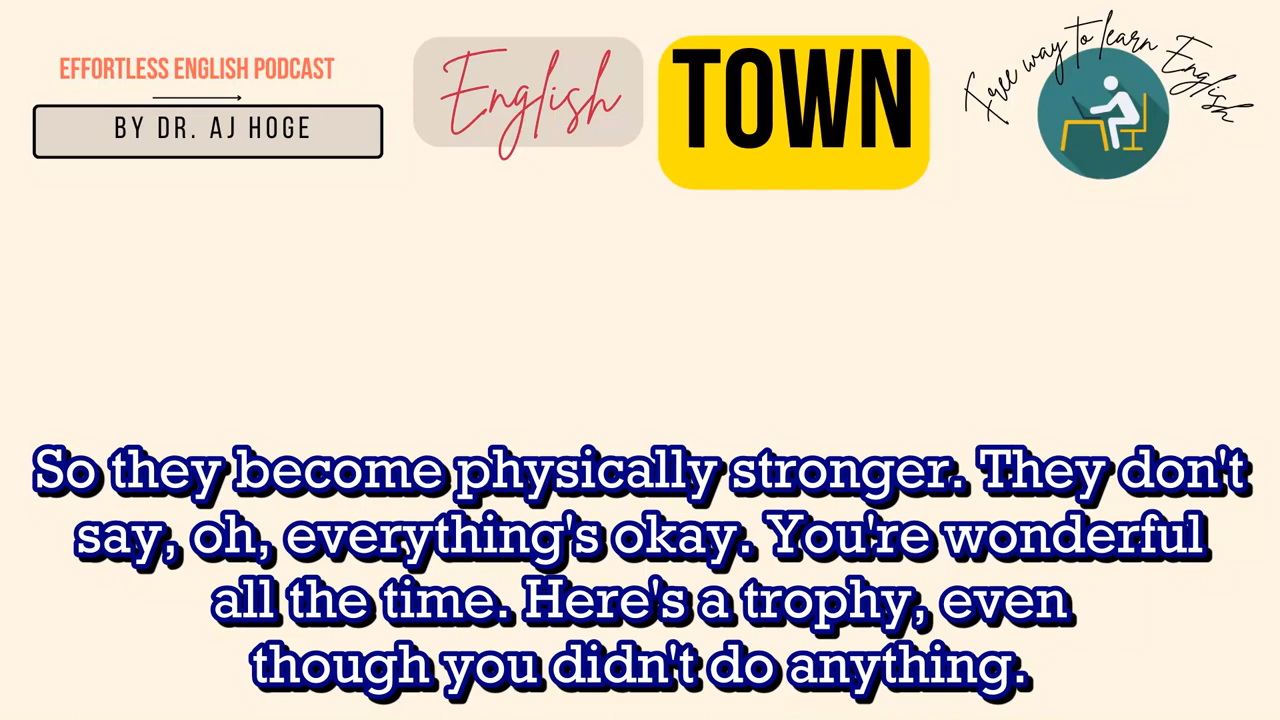 EFFORTLESS ENGLISH PODCAST
BY DR. AJ HOGE
English
TOWN
Free way to learn English
So they become physically stronger. They don't
say, oh, everything's okay. You're wonderful
all the time. Here's a trophy, even
though you didn't do anything.